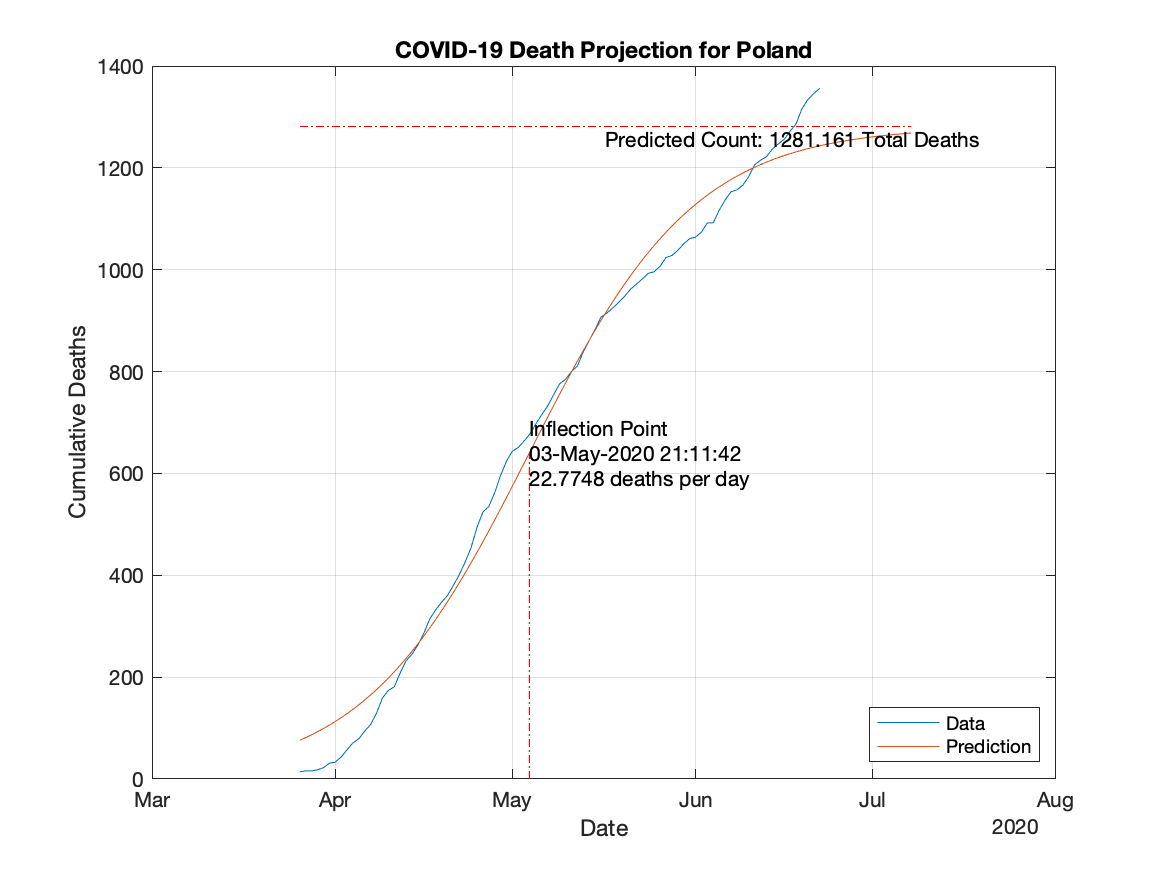 COVID-19 Death Projection for Poland
1400
1200
1000
800
600
400
200
0
Cumulative Deaths
Predicted Count: 1281.161 Total Deaths
Inflection Point
03-May-2020 21:11:42
22.7748 deaths per day
Data
Prediction
Mar Apr May Jun Jul Aug
Date
2020